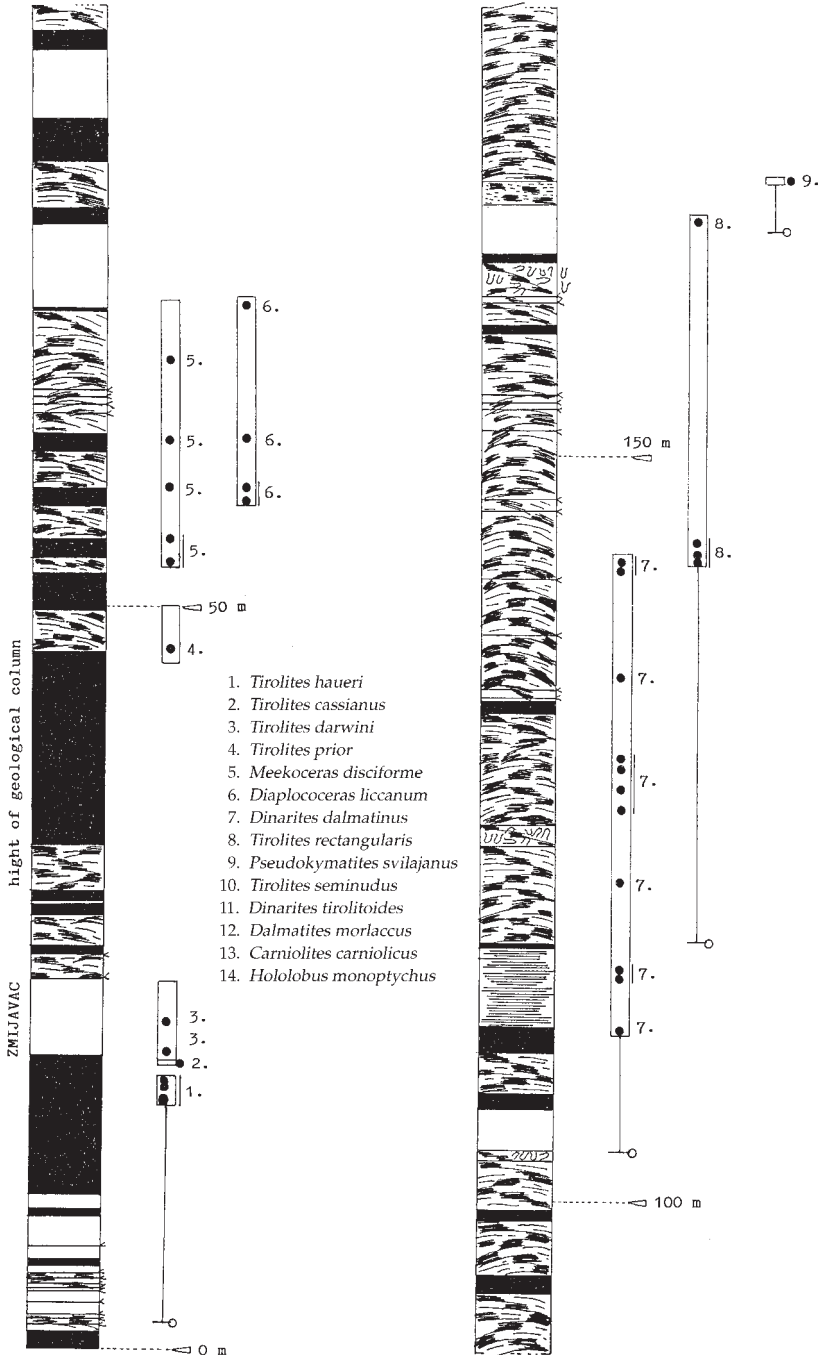 6.
5.
5.
6.
5.
6.
5.
50 m
4.
hight of geological column
1. Tirolites haueri
2. Tirolites cassianus
3. Tirolites darwini
4. Tirolites prior
5. Meekoceras disciforme
6. Diaplococeras liccanum
7. Dinarites dalmatinus
8. Tirolites rectangularis
9. Pseudokymatites svilajanus
10. Tirolites seminudus
11. Dinarites tirolitoides
12. Dalmatites morlaccus
13. Carniolites carniolicus
14. Hololobus monoptychus
ZMIJAVAC
3.
3.
2.
1.
0 m
9.
8.
150 m
8.
7.
7.
7.
7.
7.
7.
100 m